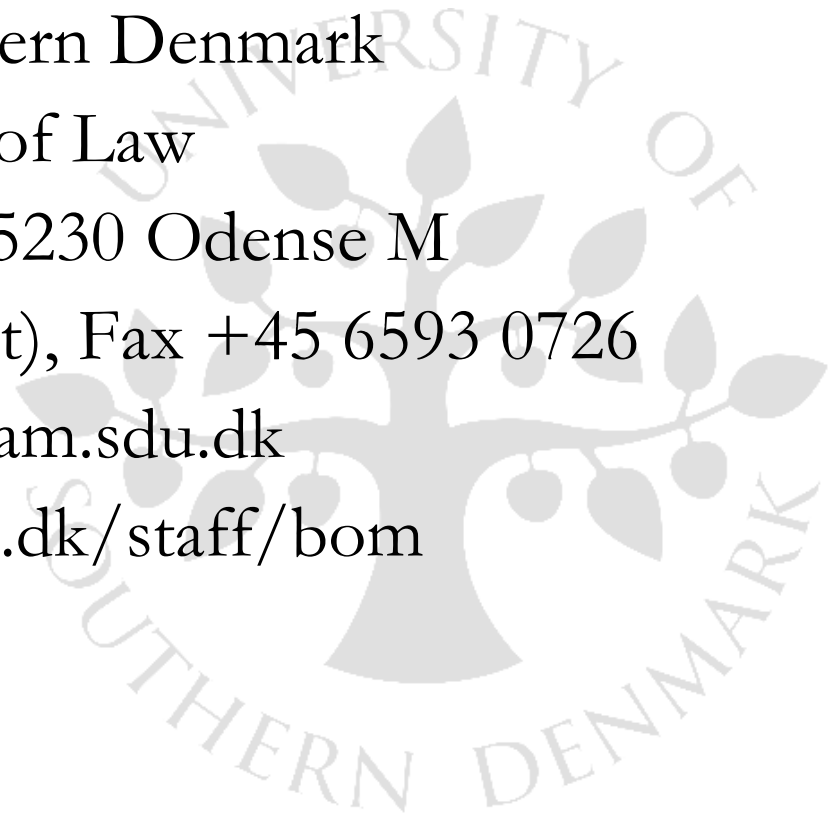 ern Denmark
of Law
5230 Odense M
t), Fax +45 6593 0726
am.sdu.dk
.dk/staff/bom
UNIVERSITY OF
SOUTHERN DENMARK